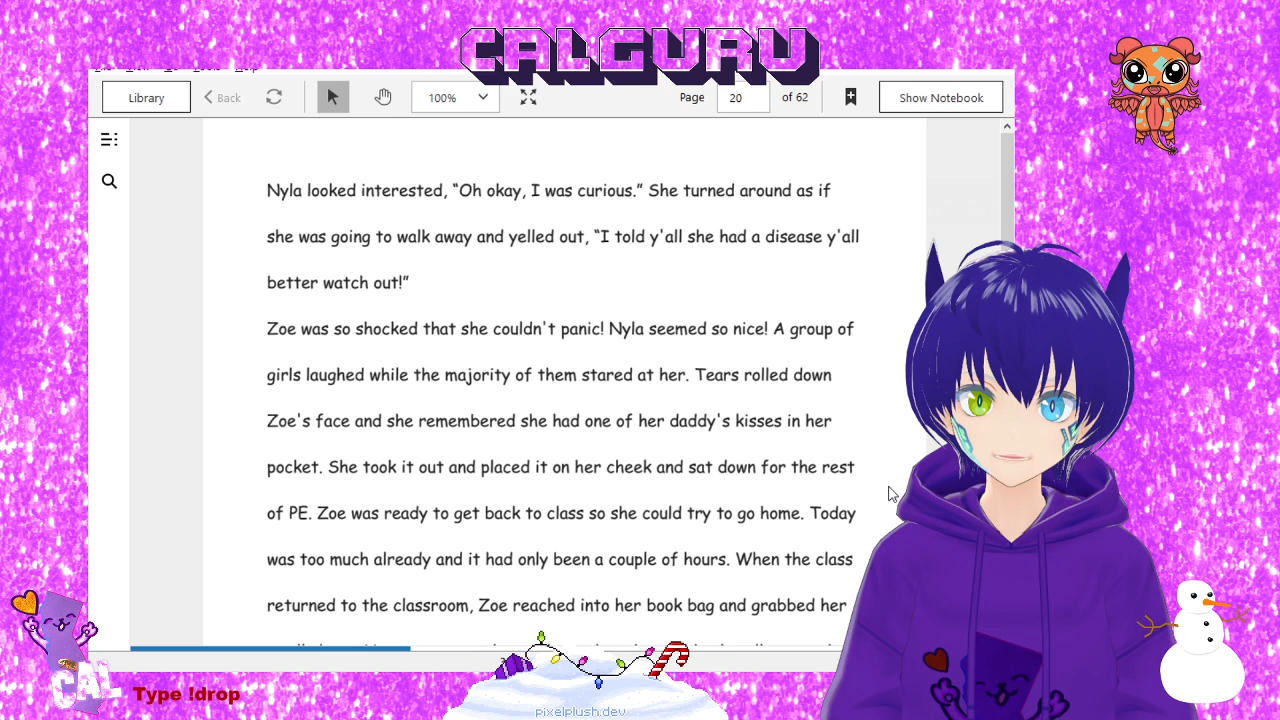 CALGURU
Library
Back
100%
Page 20 of 62
Show Notebook
Nyla looked interested, “Oh okay, I was curious.” She turned around as if
she was going to walk away and yelled out, “I told y'all she had a disease y'all
better watch out!”
Zoe was so shocked that she couldn't panic! Nyla seemed so nice! A group of
girls laughed while the majority of them stared at her. Tears rolled down
Zoe's face and she remembered she had one of her daddy's kisses in her
pocket. She took it out and placed it on her cheek and sat down for the rest
of PE. Zoe was ready to get back to class so she could try to go home. Today
was too much already and it had only been a couple of hours. When the class
returned to the classroom, Zoe reached into her book bag and grabbed her
CAL
Type !drop
pixelplush.dev